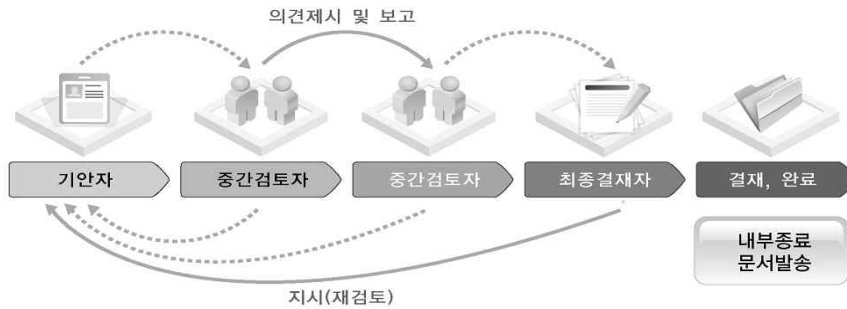 의견제시 및 보고
기안자
중간검토자
중간검토자
최종결재자
결재, 완료
내부종료
문서발송
지시(재검토)